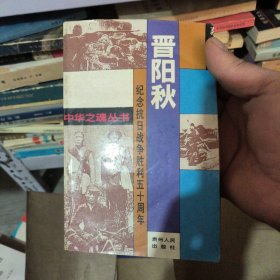 晋阳秋
纪念抗日战争胜利五十周年
中华之魂丛书
贵州人民
出版社